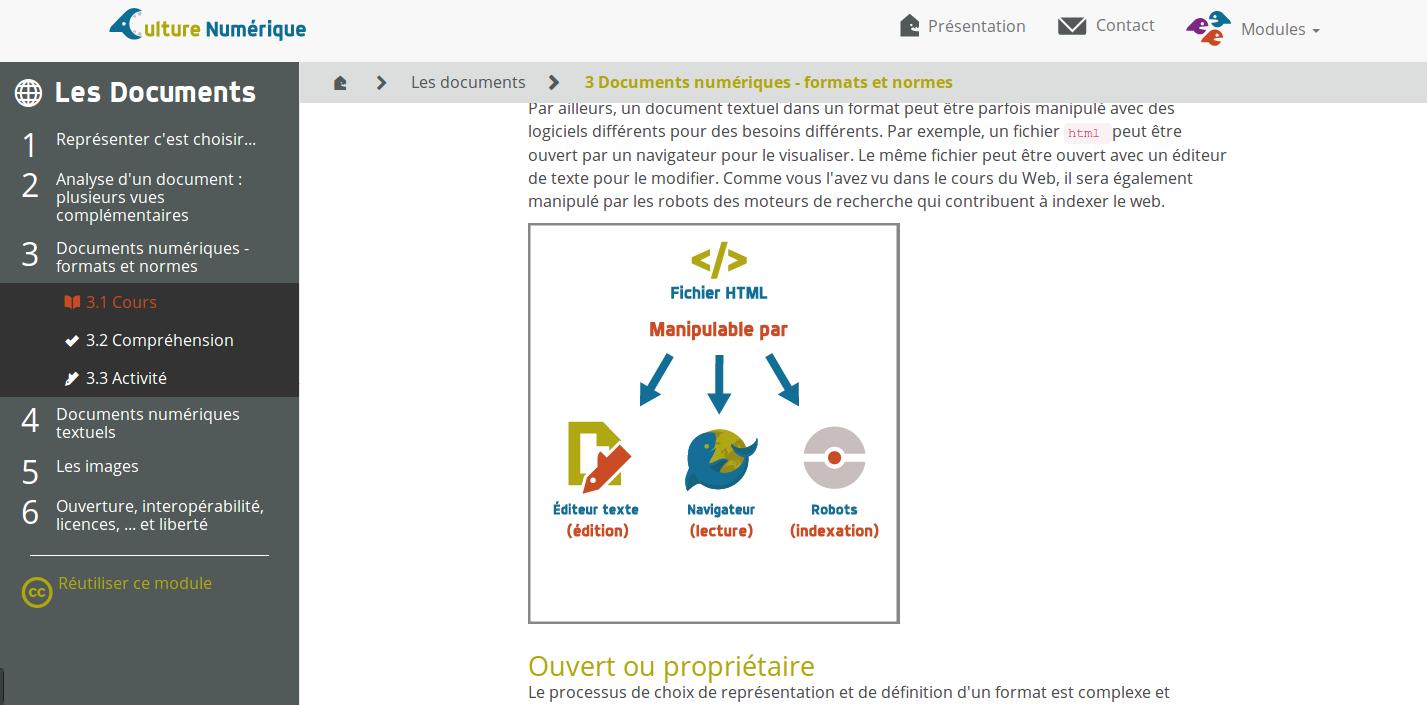 Culture Numérique
Présentation
Contact
Modules
Les Documents
1 Représenter c'est choisir...
2 Analyse d'un document :
plusieurs vues
complémentaires
3 Documents numériques -
formats et normes
3.1 Cours
3.2 Compréhension
3.3 Activité
4 Documents numériques
textuels
5 Les images
6 Ouverture, interopérabilité,
licences, ... et liberté
cc Réutiliser ce module
Les documents
3 Documents numériques - formats et normes
Par ailleurs, un document textuel dans un format peut être parfois manipulé avec des
logiciels différents pour des besoins différents. Par exemple, un fichier html peut être
ouvert par un navigateur pour le visualiser. Le même fichier peut être ouvert avec un éditeur
de texte pour le modifier. Comme vous l'avez vu dans le cours du Web, il sera également
manipulé par les robots des moteurs de recherche qui contribuent à indexer le web.
</>
Fichier HTML
Manipulable par
Éditeur texte
(édition)
Navigateur
(lecture)
Robots
(indexation)
Ouvert ou propriétaire
Le processus de choix de représentation et de définition d'un format est complexe et